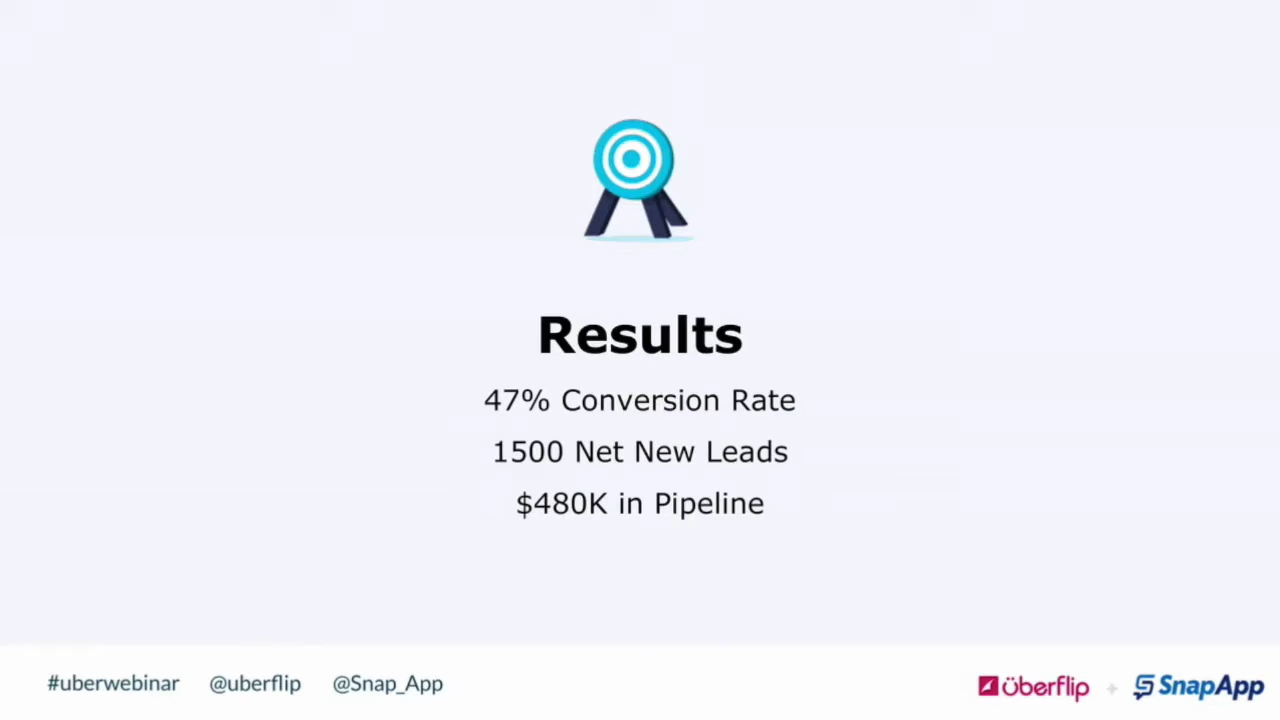 Results
47% Conversion Rate
1500 Net New Leads
$480K in Pipeline
#uberwebinar @uberflip @Snap_App überflip + SnapApp